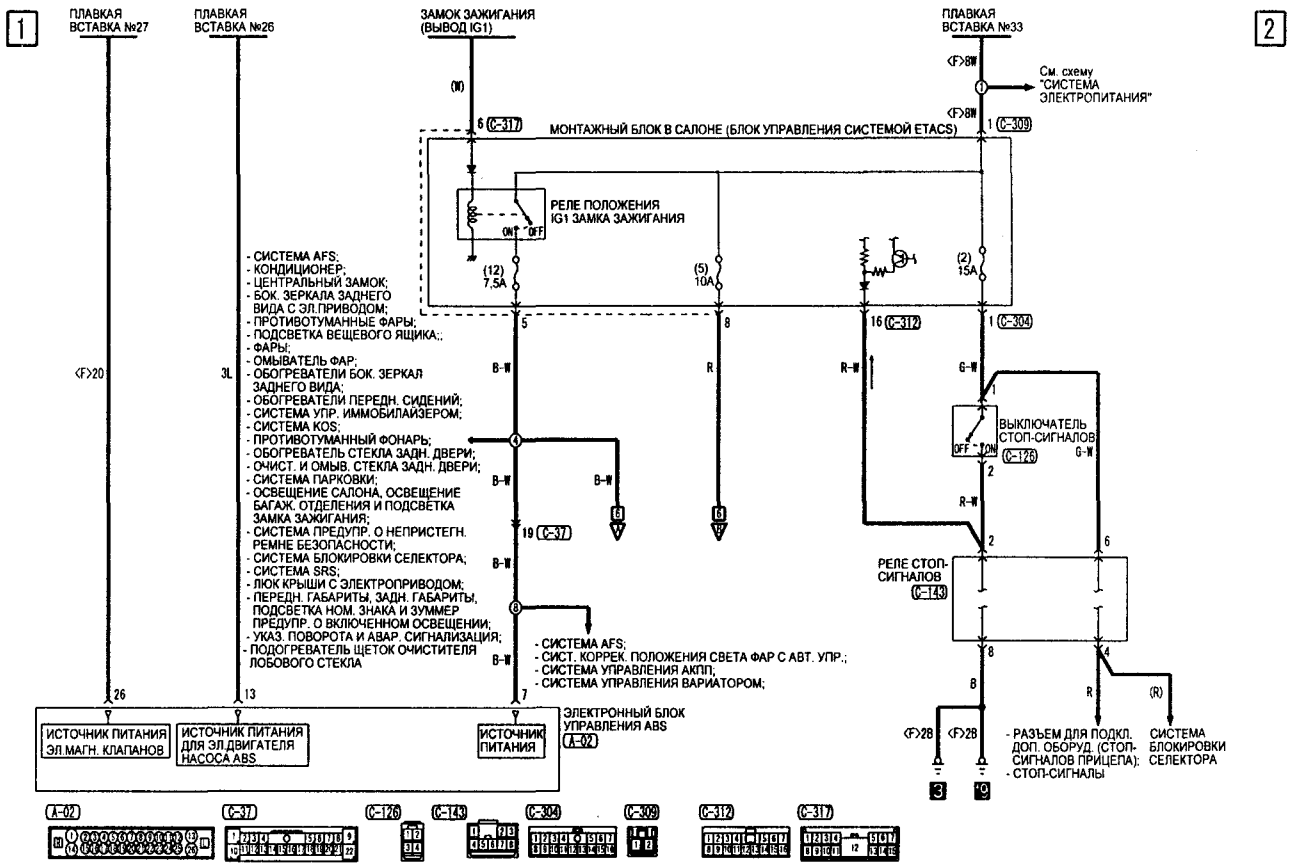 1
ПЛАВКАЯ
ВСТАВКА №27
ПЛАВКАЯ
ВСТАВКА №26
ЗАМОК ЗАЖИГАНИЯ
(ВЫВОД IG1)
ПЛАВКАЯ
ВСТАВКА №33
2
<F>8W
1
См. схему
"СИСТЕМА
ЭЛЕКТРОПИТАНИЯ"
(W)
<F>8W
6 (C-317)
МОНТАЖНЫЙ БЛОК В САЛОНЕ (БЛОК УПРАВЛЕНИЯ СИСТЕМОЙ ETACS)
1 (C-309)
РЕЛЕ ПОЛОЖЕНИЯ
IG1 ЗАМКА ЗАЖИГАНИЯ
ON OFF
(12)
7,5A
(5)
10A
(2)
15A
5
8
16 (C-312)
1 (C-304)
<F>20
3L
- СИСТЕМА AFS;
- КОНДИЦИОНЕР;
- ЦЕНТРАЛЬНЫЙ ЗАМОК;
- БОК. ЗЕРКАЛА ЗАДНЕГО
ВИДА С ЭЛ.ПРИВОДОМ;
- ПРОТИВОТУМАННЫЕ ФАРЫ;
- ПОДСВЕТКА ВЕЩЕВОГО ЯЩИКА;;
- ФАРЫ;
- ОМЫВАТЕЛЬ ФАР;
- ОБОГРЕВАТЕЛИ БОК. ЗЕРКАЛ
ЗАДНЕГО ВИДА;
- ОБОГРЕВАТЕЛИ ПЕРЕДН. СИДЕНИЙ;
- СИСТЕМА УПР. ИММОБИЛАЙЗЕРОМ;
- СИСТЕМА KOS;
- ПРОТИВОТУМАННЫЙ ФОНАРЬ;
- ОБОГРЕВАТЕЛЬ СТЕКЛА ЗАДН. ДВЕРИ;
- ОЧИСТ. И ОМЫВ. СТЕКЛА ЗАДН. ДВЕРИ;
- СИСТЕМА ПАРКОВКИ;
- ОСВЕЩЕНИЕ САЛОНА, ОСВЕЩЕНИЕ
БАГАЖ. ОТДЕЛЕНИЯ И ПОДСВЕТКА
ЗАМКА ЗАЖИГАНИЯ;
- СИСТЕМА ПРЕДУПР. О НЕПРИСТЕГН.
РЕМНЕ БЕЗОПАСНОСТИ;
- СИСТЕМА БЛОКИРОВКИ СЕЛЕКТОРА;
- СИСТЕМА SRS;
- ЛЮК КРЫШИ С ЭЛЕКТРОПРИВОДОМ;
- ПЕРЕДН. ГАБАРИТЫ, ЗАДН. ГАБАРИТЫ,
ПОДСВЕТКА НОМ. ЗНАКА И ЗУММЕР
ПРЕДУПР. О ВКЛЮЧЕННОМ ОСВЕЩЕНИИ;
- УКАЗ. ПОВОРОТА И АВАР. СИГНАЛИЗАЦИЯ;
- ПОДОГРЕВАТЕЛЬ ЩЕТОК ОЧИСТИТЕЛЯ
ЛОБОВОГО СТЕКЛА
B-W
R
R-W
G-W
1
ВЫКЛЮЧАТЕЛЬ
СТОП-СИГНАЛОВ
(C-126)
OFF ON
G-W
4
B-W
B-W
2
R-W
6
A
6
B
19 (C-37)
B-W
2
6
РЕЛЕ СТОП-
СИГНАЛОВ
(C-143)
8
- СИСТЕМА AFS;
- СИСТ. КОРРЕК. ПОЛОЖЕНИЯ СВЕТА ФАР С АВТ. УПР.;
- СИСТЕМА УПРАВЛЕНИЯ АКПП;
- СИСТЕМА УПРАВЛЕНИЯ ВАРИАТОРОМ;
B-W
8
4
8
R
(R)
26
13
7
<F>2B
<F>2B
- РАЗЪЕМ ДЛЯ ПОДКЛ.
ДОП. ОБОРУД. (СТОП-
СИГНАЛОВ ПРИЦЕПА);
- СТОП-СИГНАЛЫ
СИСТЕМА
БЛОКИРОВКИ
СЕЛЕКТОРА
ЭЛЕКТРОННЫЙ БЛОК
УПРАВЛЕНИЯ ABS
(A-02)
ИСТОЧНИК ПИТАНИЯ
ЭЛ.МАГН. КЛАПАНОВ
ИСТОЧНИК ПИТАНИЯ
ДЛЯ ЭЛ.ДВИГАТЕЛЯ
НАСОСА ABS
ИСТОЧНИК
ПИТАНИЯ
3
(A-02)
(C-37)
(C-126)
(C-143)
(C-304)
(C-309)
(C-312)
(C-317)